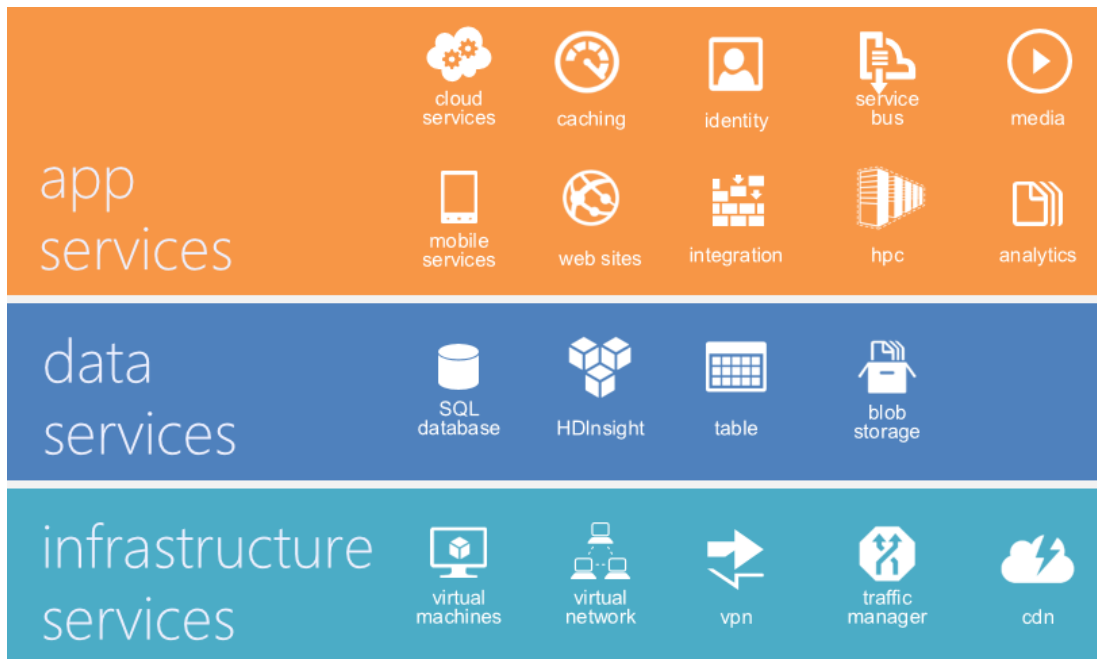 app
services
cloud
services
caching
identity
service
bus
media
mobile
services
web sites
integration
hpc
analytics
data
services
SQL
database
HDInsight
table
blob
storage
infrastructure
services
virtual
machines
virtual
network
vpn
traffic
manager
cdn